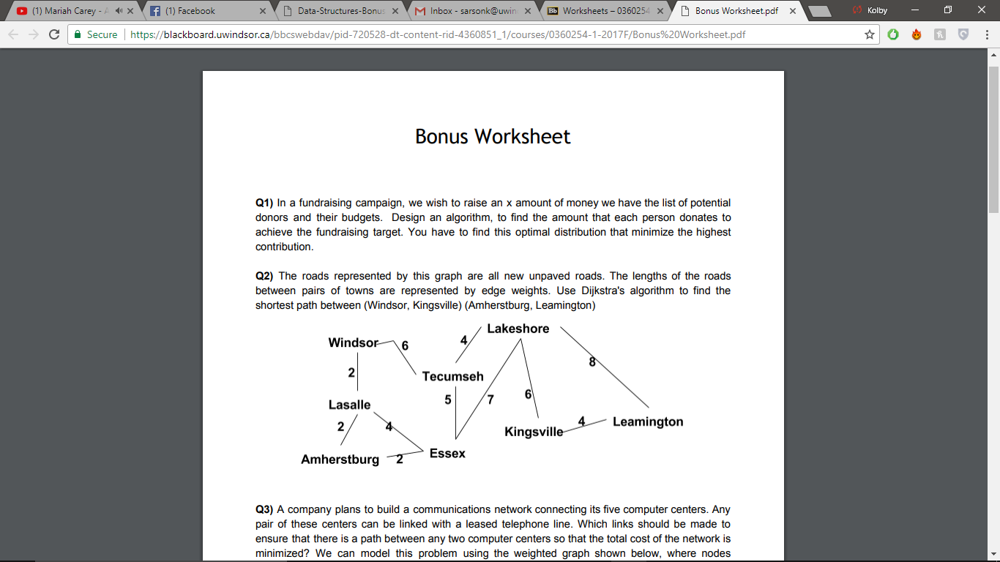 (1) Mariah Carey - A
(1) Facebook
Data-Structures-Bonus
Inbox - sarsonk@uwin
Bb Worksheets – 0360254
Bonus Worksheet.pdf
Kolby
Secure https://blackboard.uwindsor.ca/bbcswebdav/pid-720528-dt-content-rid-4360851_1/courses/0360254-1-2017F/Bonus%20Worksheet.pdf
Bonus Worksheet
Q1) In a fundraising campaign, we wish to raise an x amount of money we have the list of potential
donors and their budgets. Design an algorithm, to find the amount that each person donates to
achieve the fundraising target. You have to find this optimal distribution that minimize the highest
contribution.
Q2) The roads represented by this graph are all new unpaved roads. The lengths of the roads
between pairs of towns are represented by edge weights. Use Dijkstra's algorithm to find the
shortest path between (Windsor, Kingsville) (Amherstburg, Leamington)
Lakeshore
Windsor 6 4
8
2 Tecumseh
5 7 6
Lasalle
2 4 Kingsville 4 Leamington
Amherstburg 2 Essex
Q3) A company plans to build a communications network connecting its five computer centers. Any
pair of these centers can be linked with a leased telephone line. Which links should be made to
ensure that there is a path between any two computer centers so that the total cost of the network is
minimized? We can model this problem using the weighted graph shown below, where nodes